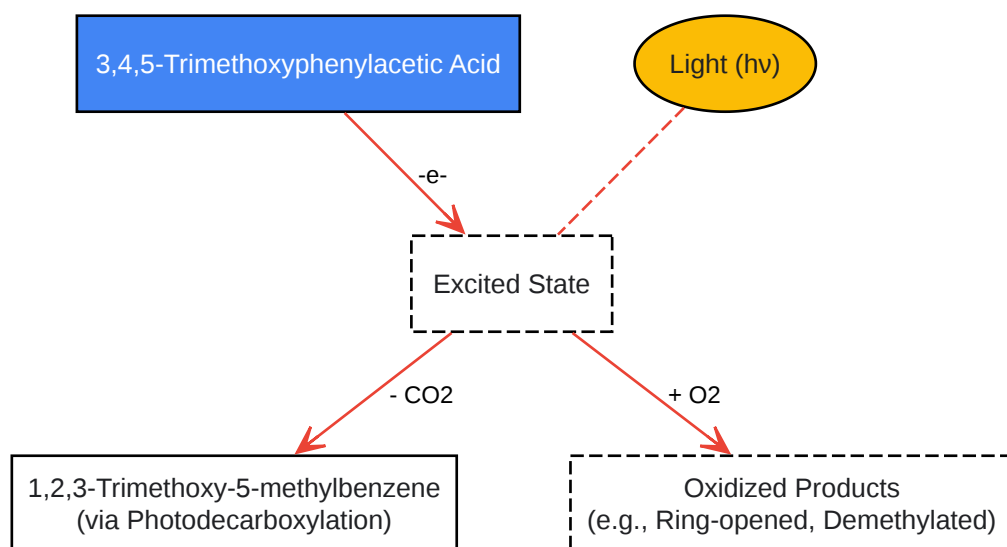 3,4,5-Trimethoxyphenylacetic Acid
Light (hν)
-e-
Excited State
- CO2
+ O2
1,2,3-Trimethoxy-5-methylbenzene
(via Photodecarboxylation)
Oxidized Products
(e.g., Ring-opened, Demethylated)